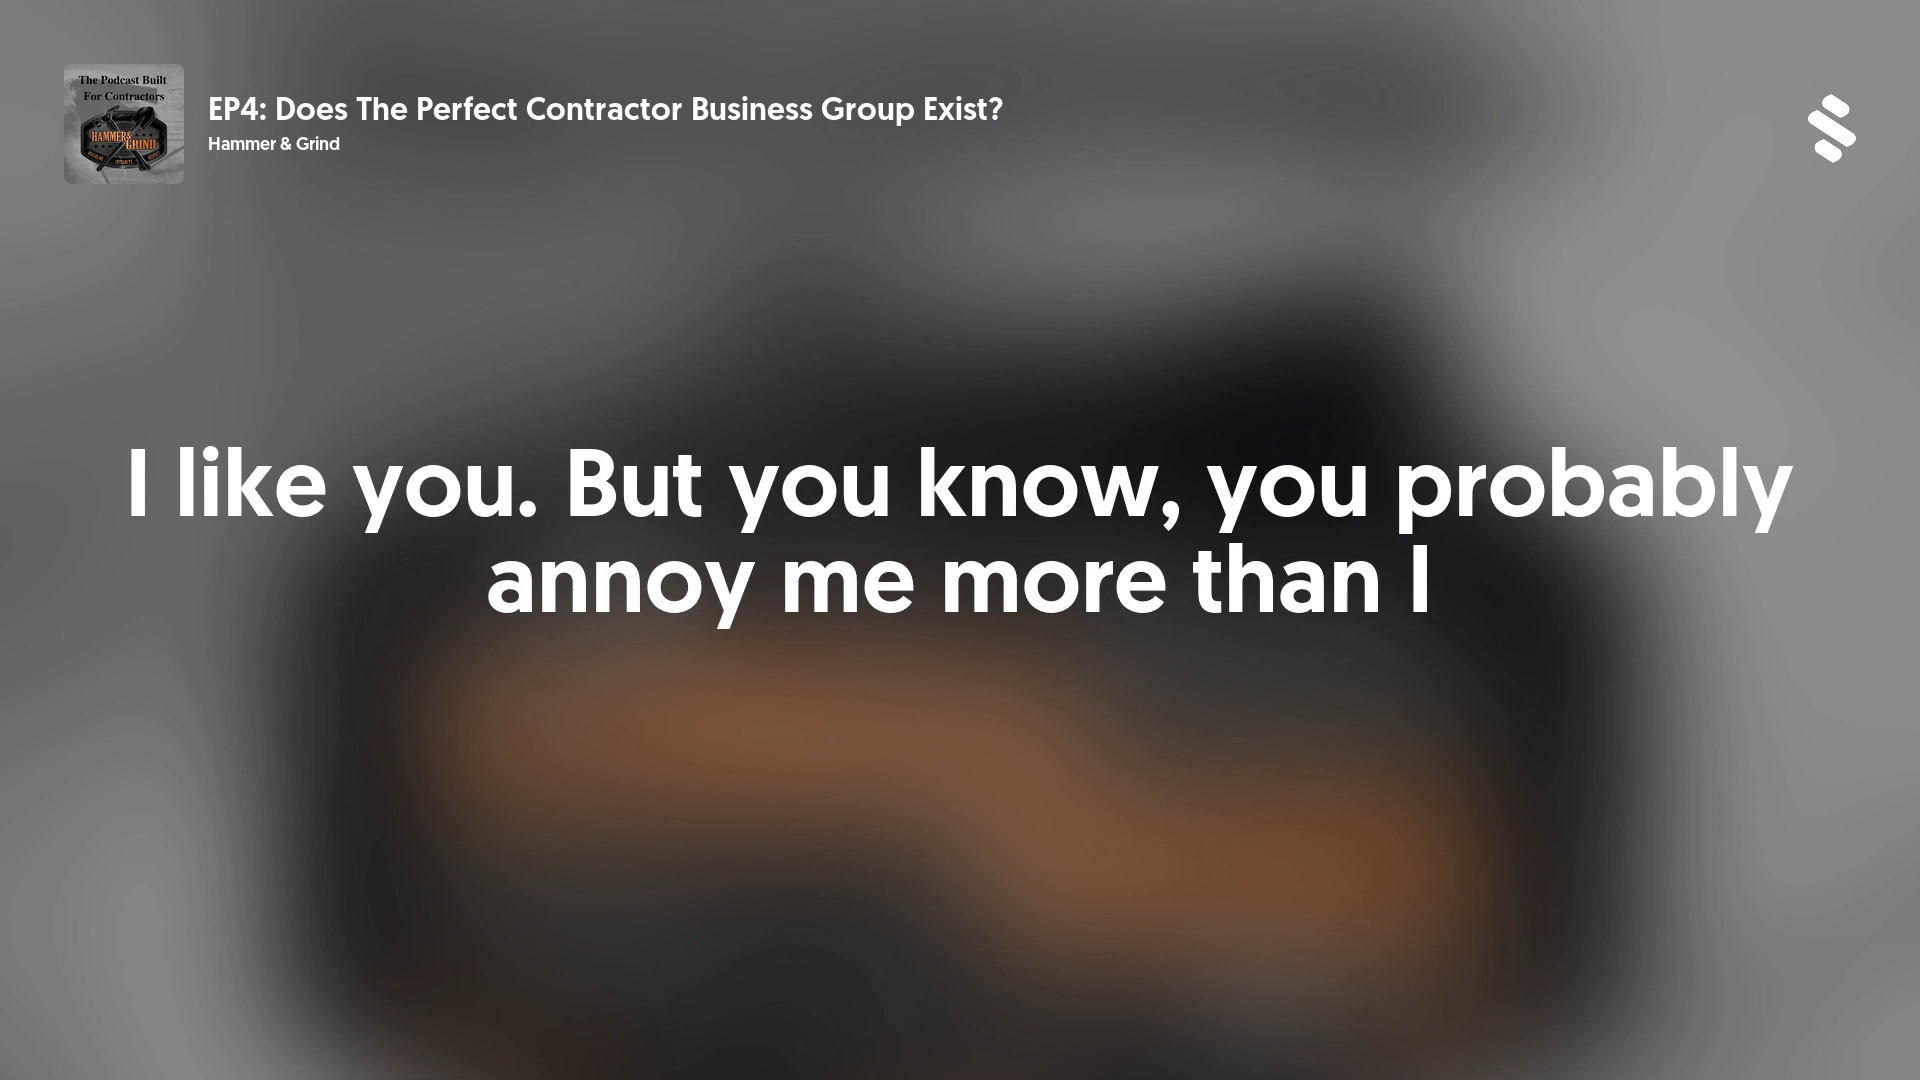 The Podcast Built
For Contractors
HAMMER&
GRIND
EP4: Does The Perfect Contractor Business Group Exist?
Hammer & Grind
I like you. But you know, you probably
annoy me more than I